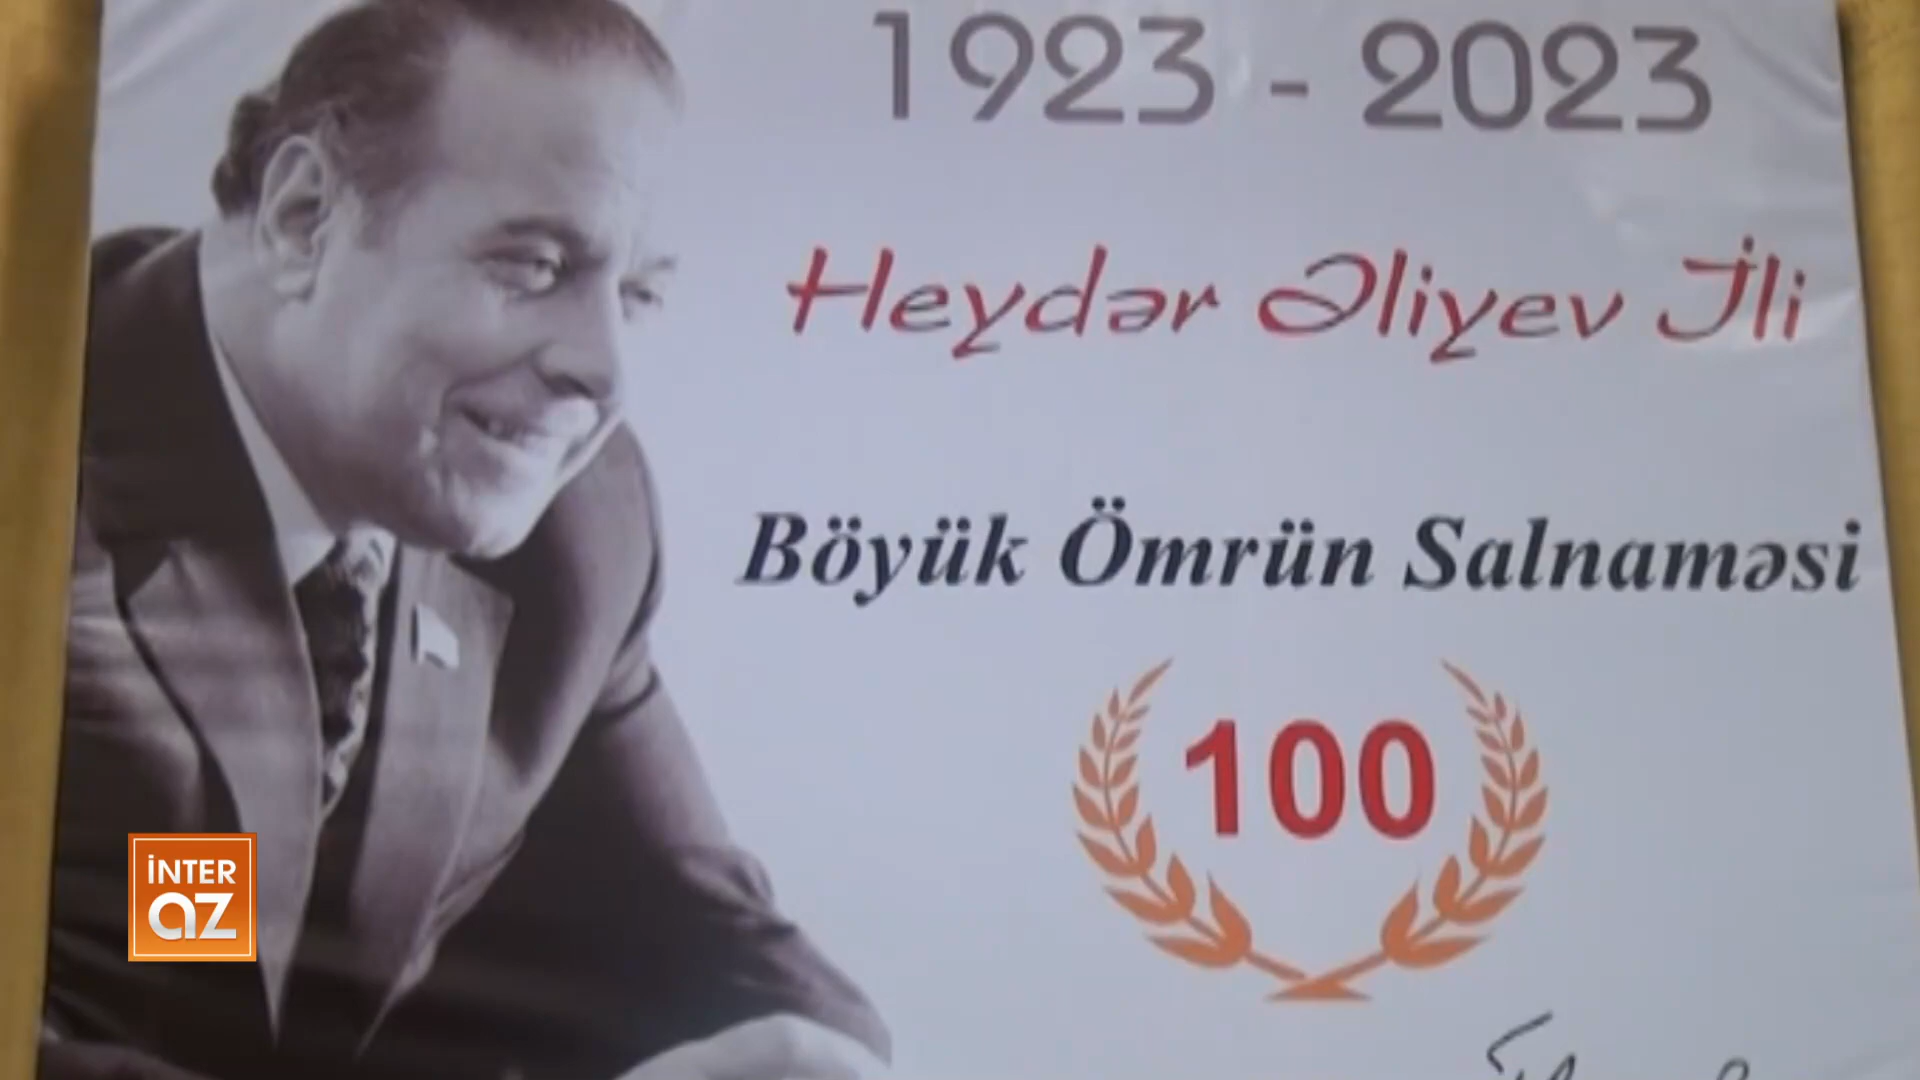 1923 - 2023
Heydər Əliyev İli
Böyük Ömrün Salnaməsi
100
İNTER
az